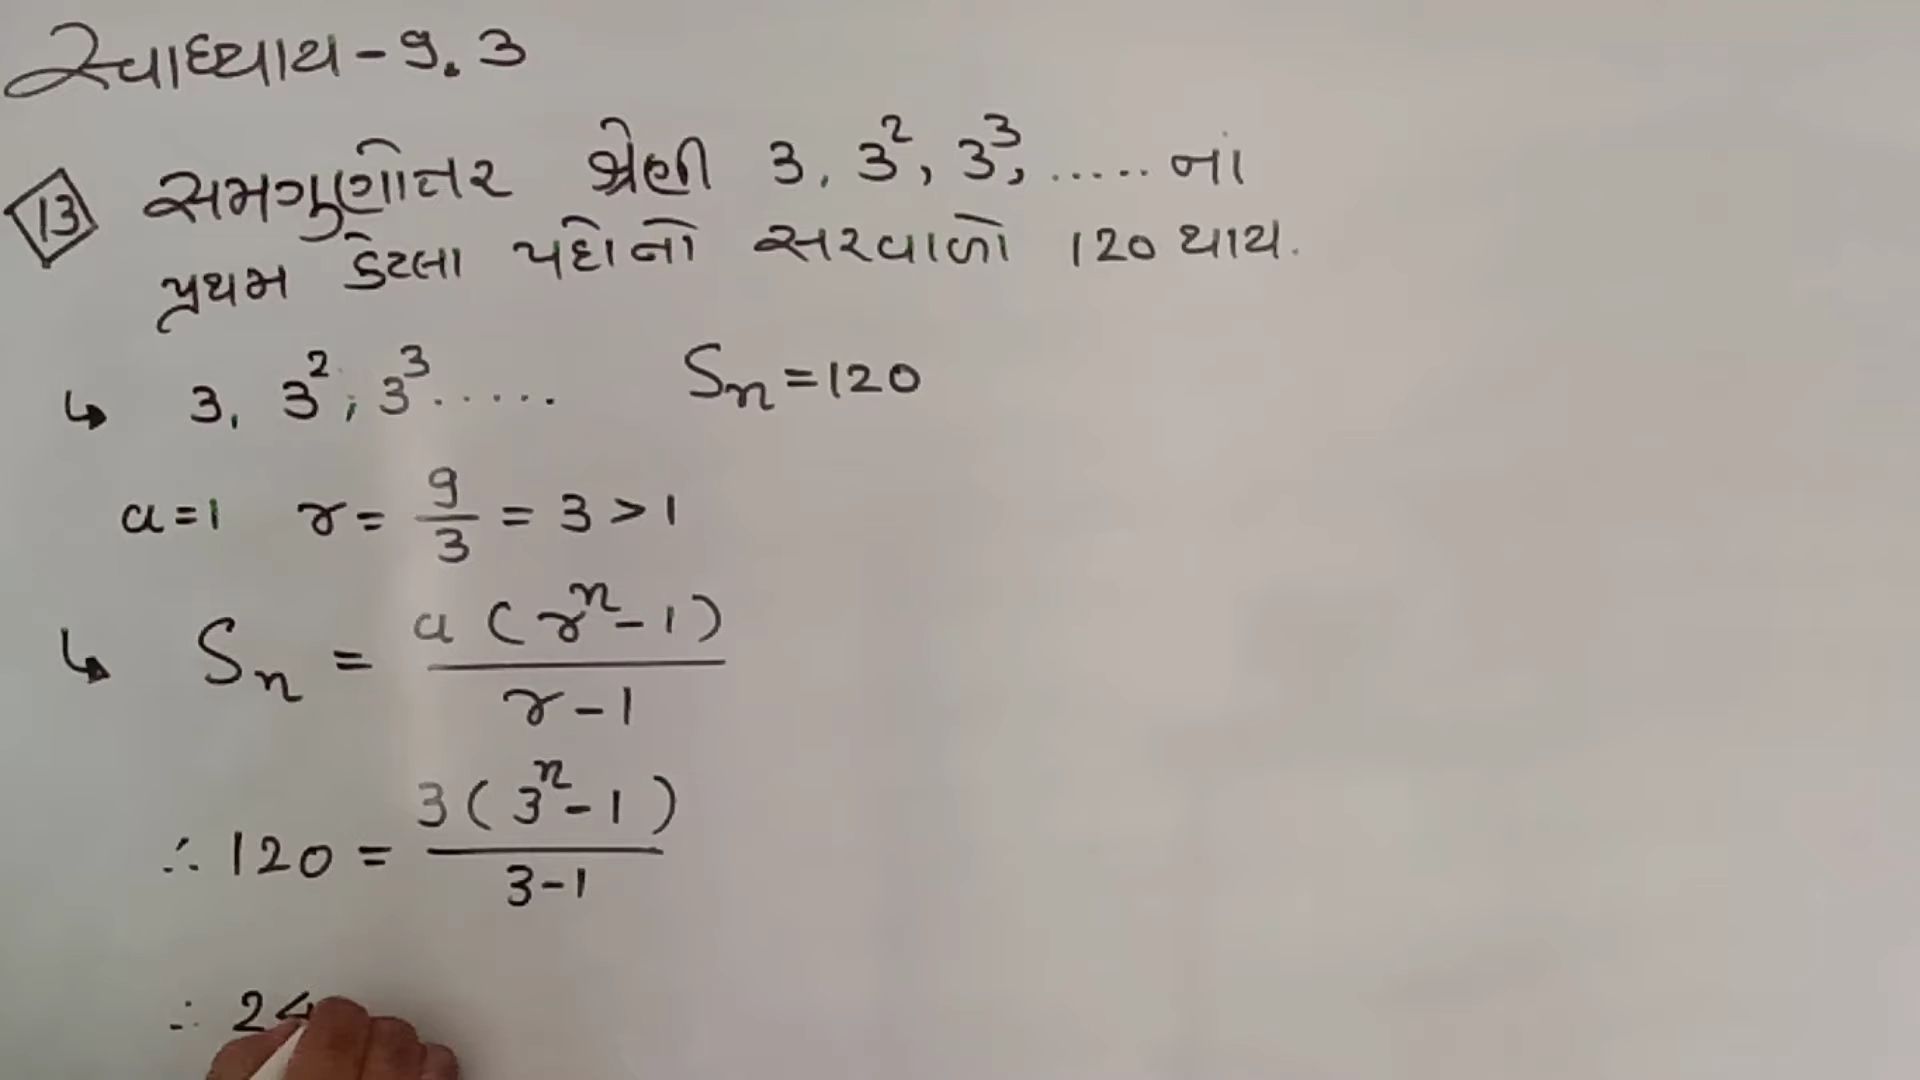 સ્વાધ્યાય - 9.3
13 સમગુણોત્તર શ્રેણી 3, 3², 3³, ..... નાં
પ્રથમ કેટલા પદોનો સરવાળો 120 થાય.
↳ 3, 3², 3³ ..... Sn = 120
a = 1 r = 9/3 = 3 > 1
↳ Sn = a(rⁿ - 1) / r - 1
∴ 120 = 3(3ⁿ - 1) / 3 - 1
∴ 24